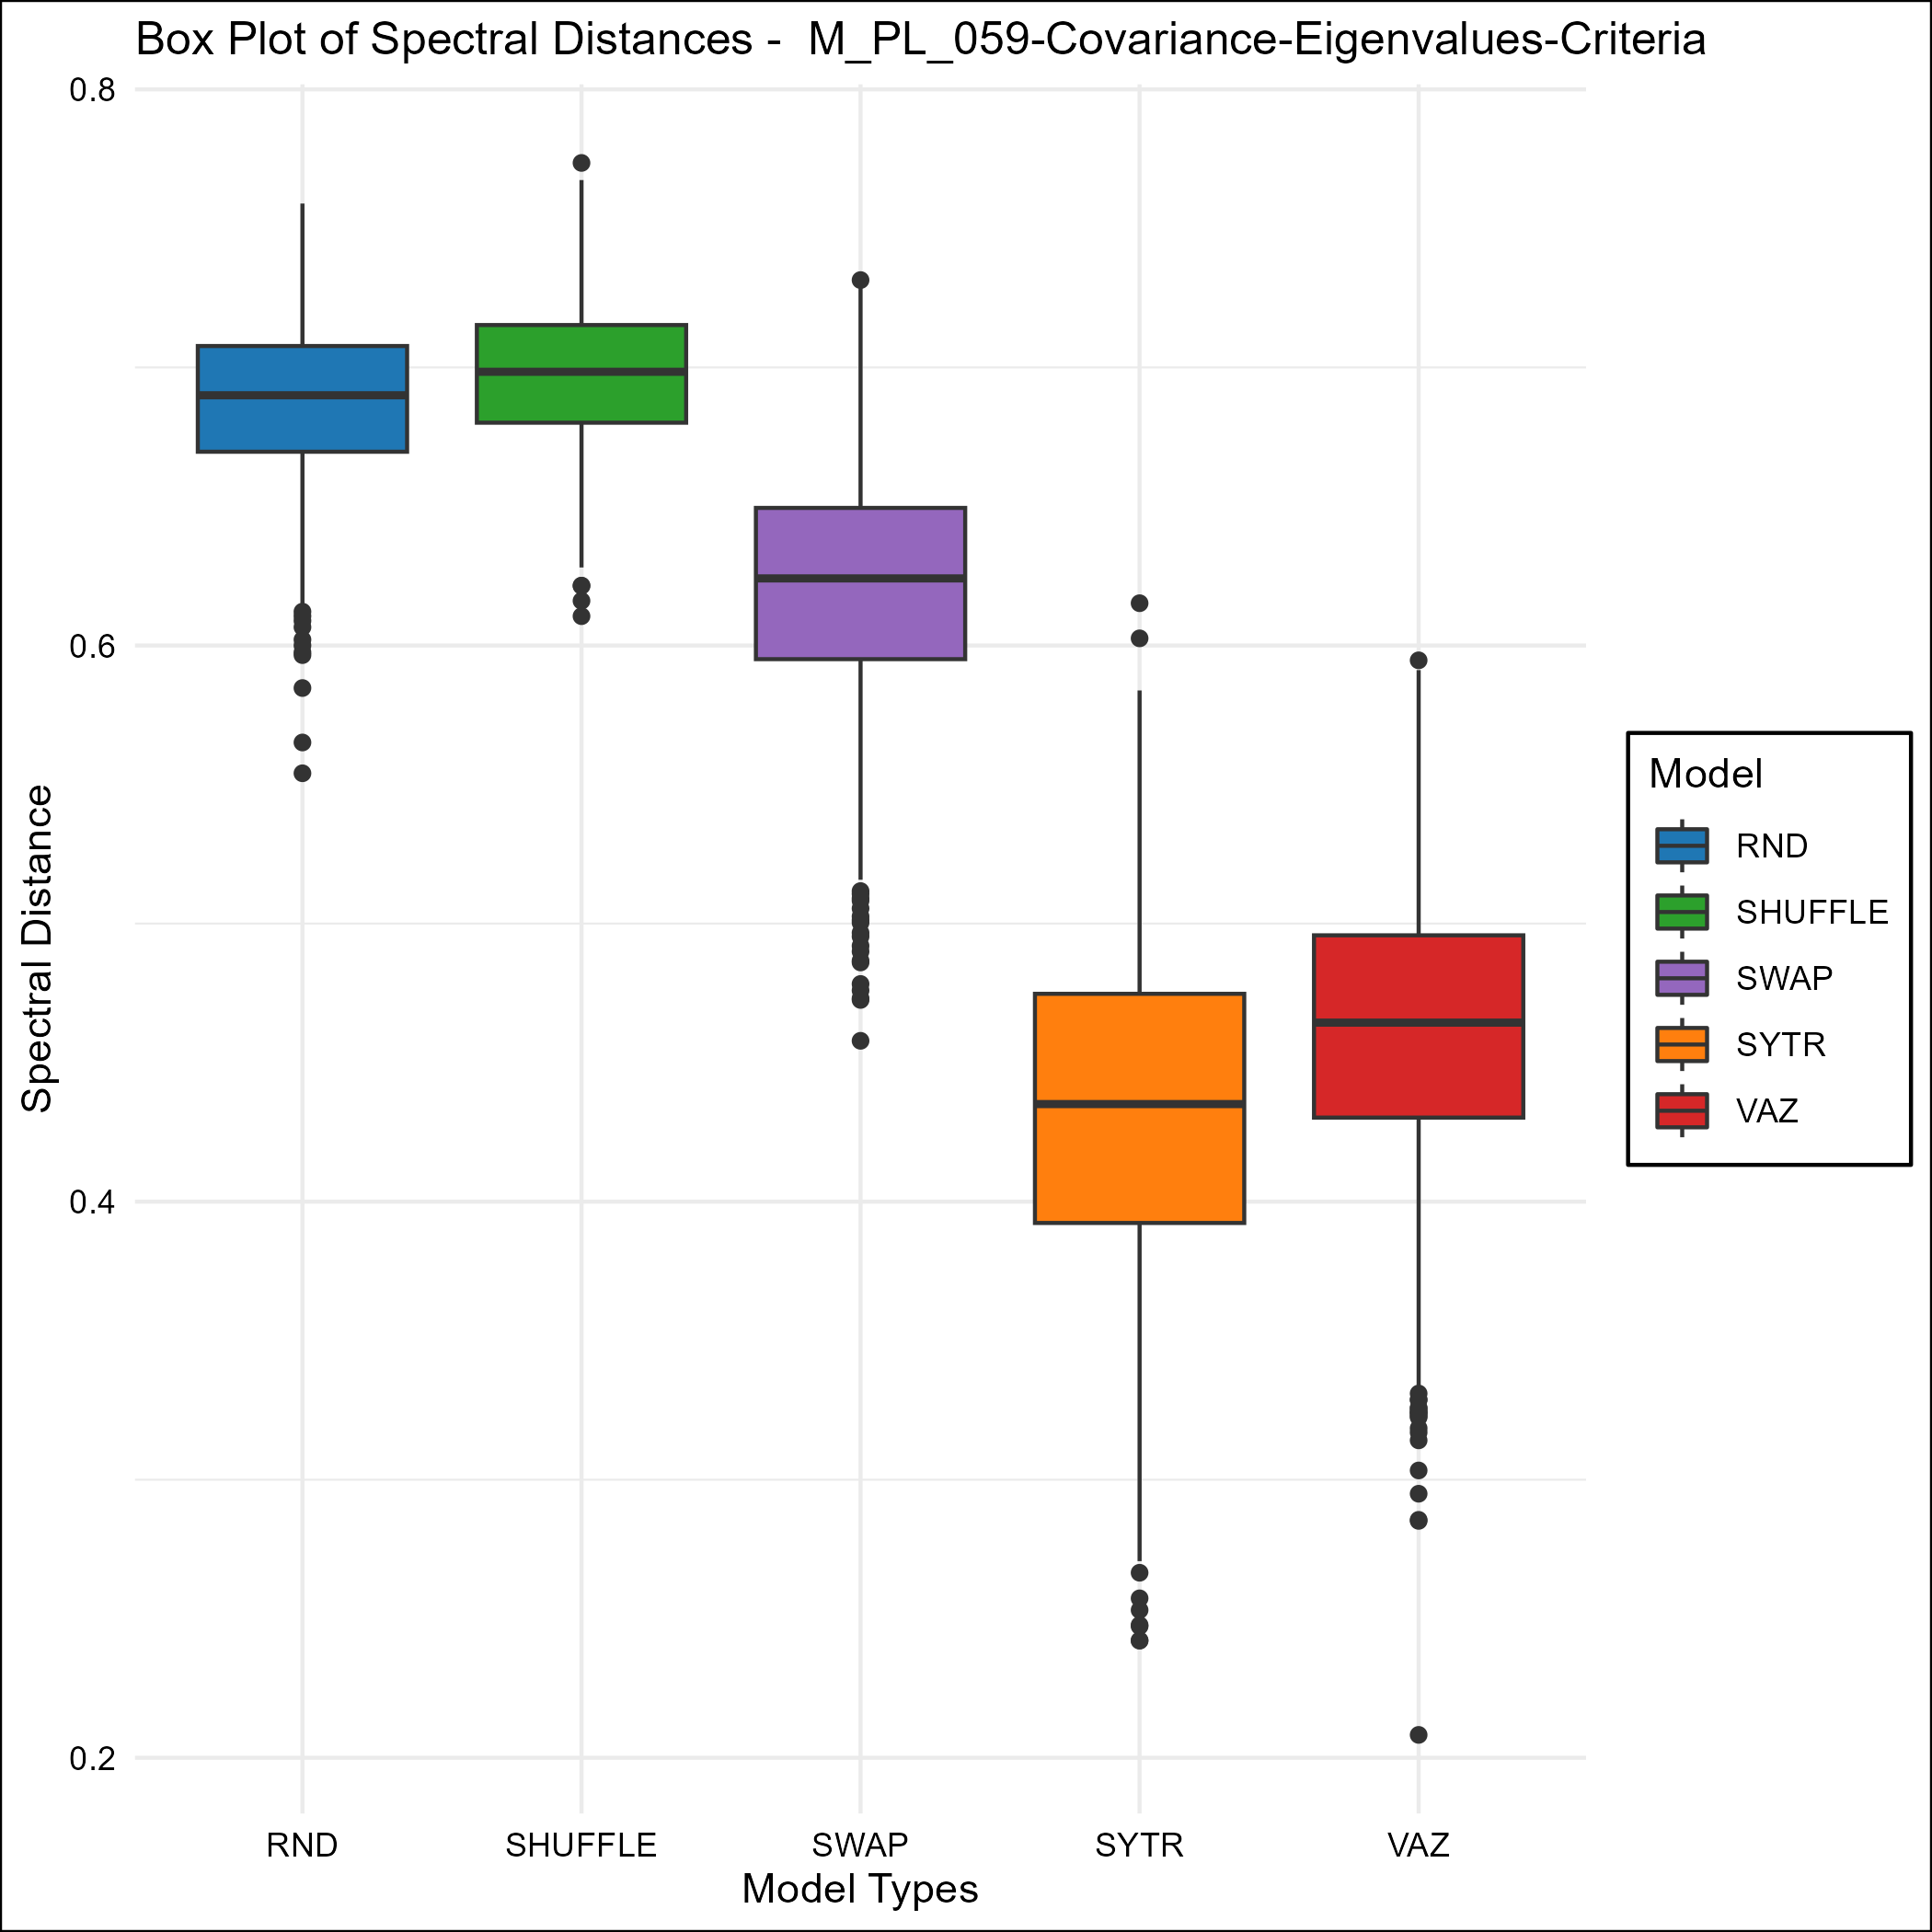 Box Plot of Spectral Distances -  M_PL_059-Covariance-Eigenvalues-Criteria
0.8
0.6
0.4
0.2
Spectral Distance
RND
SHUFFLE
SWAP
SYTR
VAZ
Model Types
Model
RND
SHUFFLE
SWAP
SYTR
VAZ